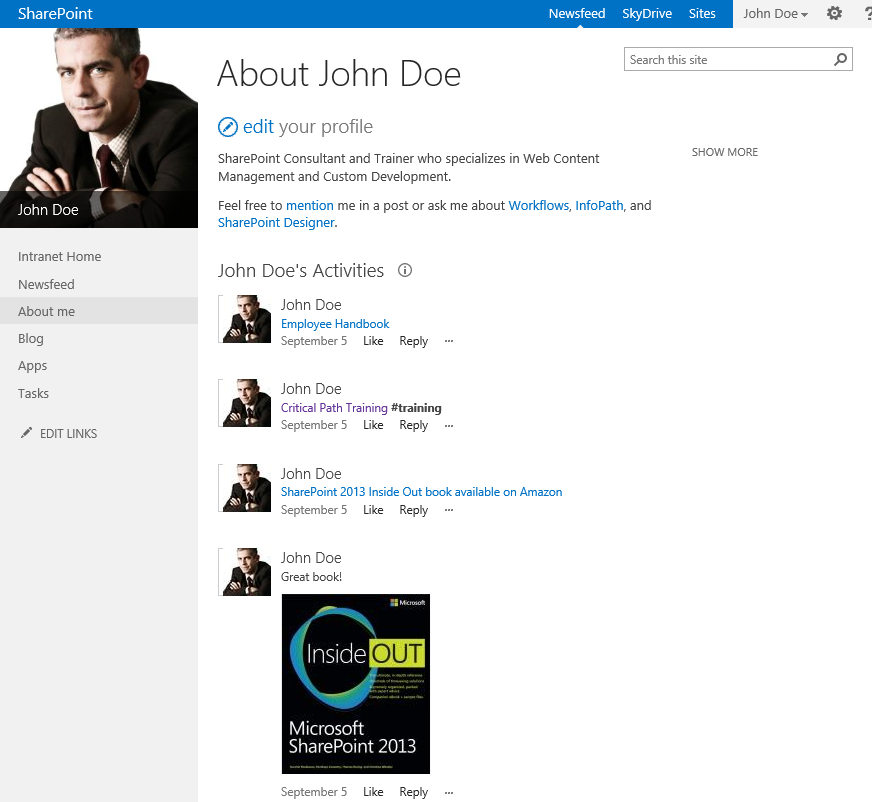 SharePoint
Newsfeed SkyDrive Sites John Doe ?
About John Doe
Search this site
edit your profile
SharePoint Consultant and Trainer who specializes in Web Content
Management and Custom Development.
SHOW MORE
Feel free to mention me in a post or ask me about Workflows, InfoPath, and
SharePoint Designer.
John Doe
Intranet Home
Newsfeed
About me
Blog
Apps
Tasks
EDIT LINKS
John Doe's Activities
John Doe
Employee Handbook
September 5 Like Reply ...
John Doe
Critical Path Training #training
September 5 Like Reply ...
John Doe
SharePoint 2013 Inside Out book available on Amazon
September 5 Like Reply ...
John Doe
Great book!
Microsoft
Inside OUT
Microsoft
SharePoint 2013
September 5 Like Reply ...